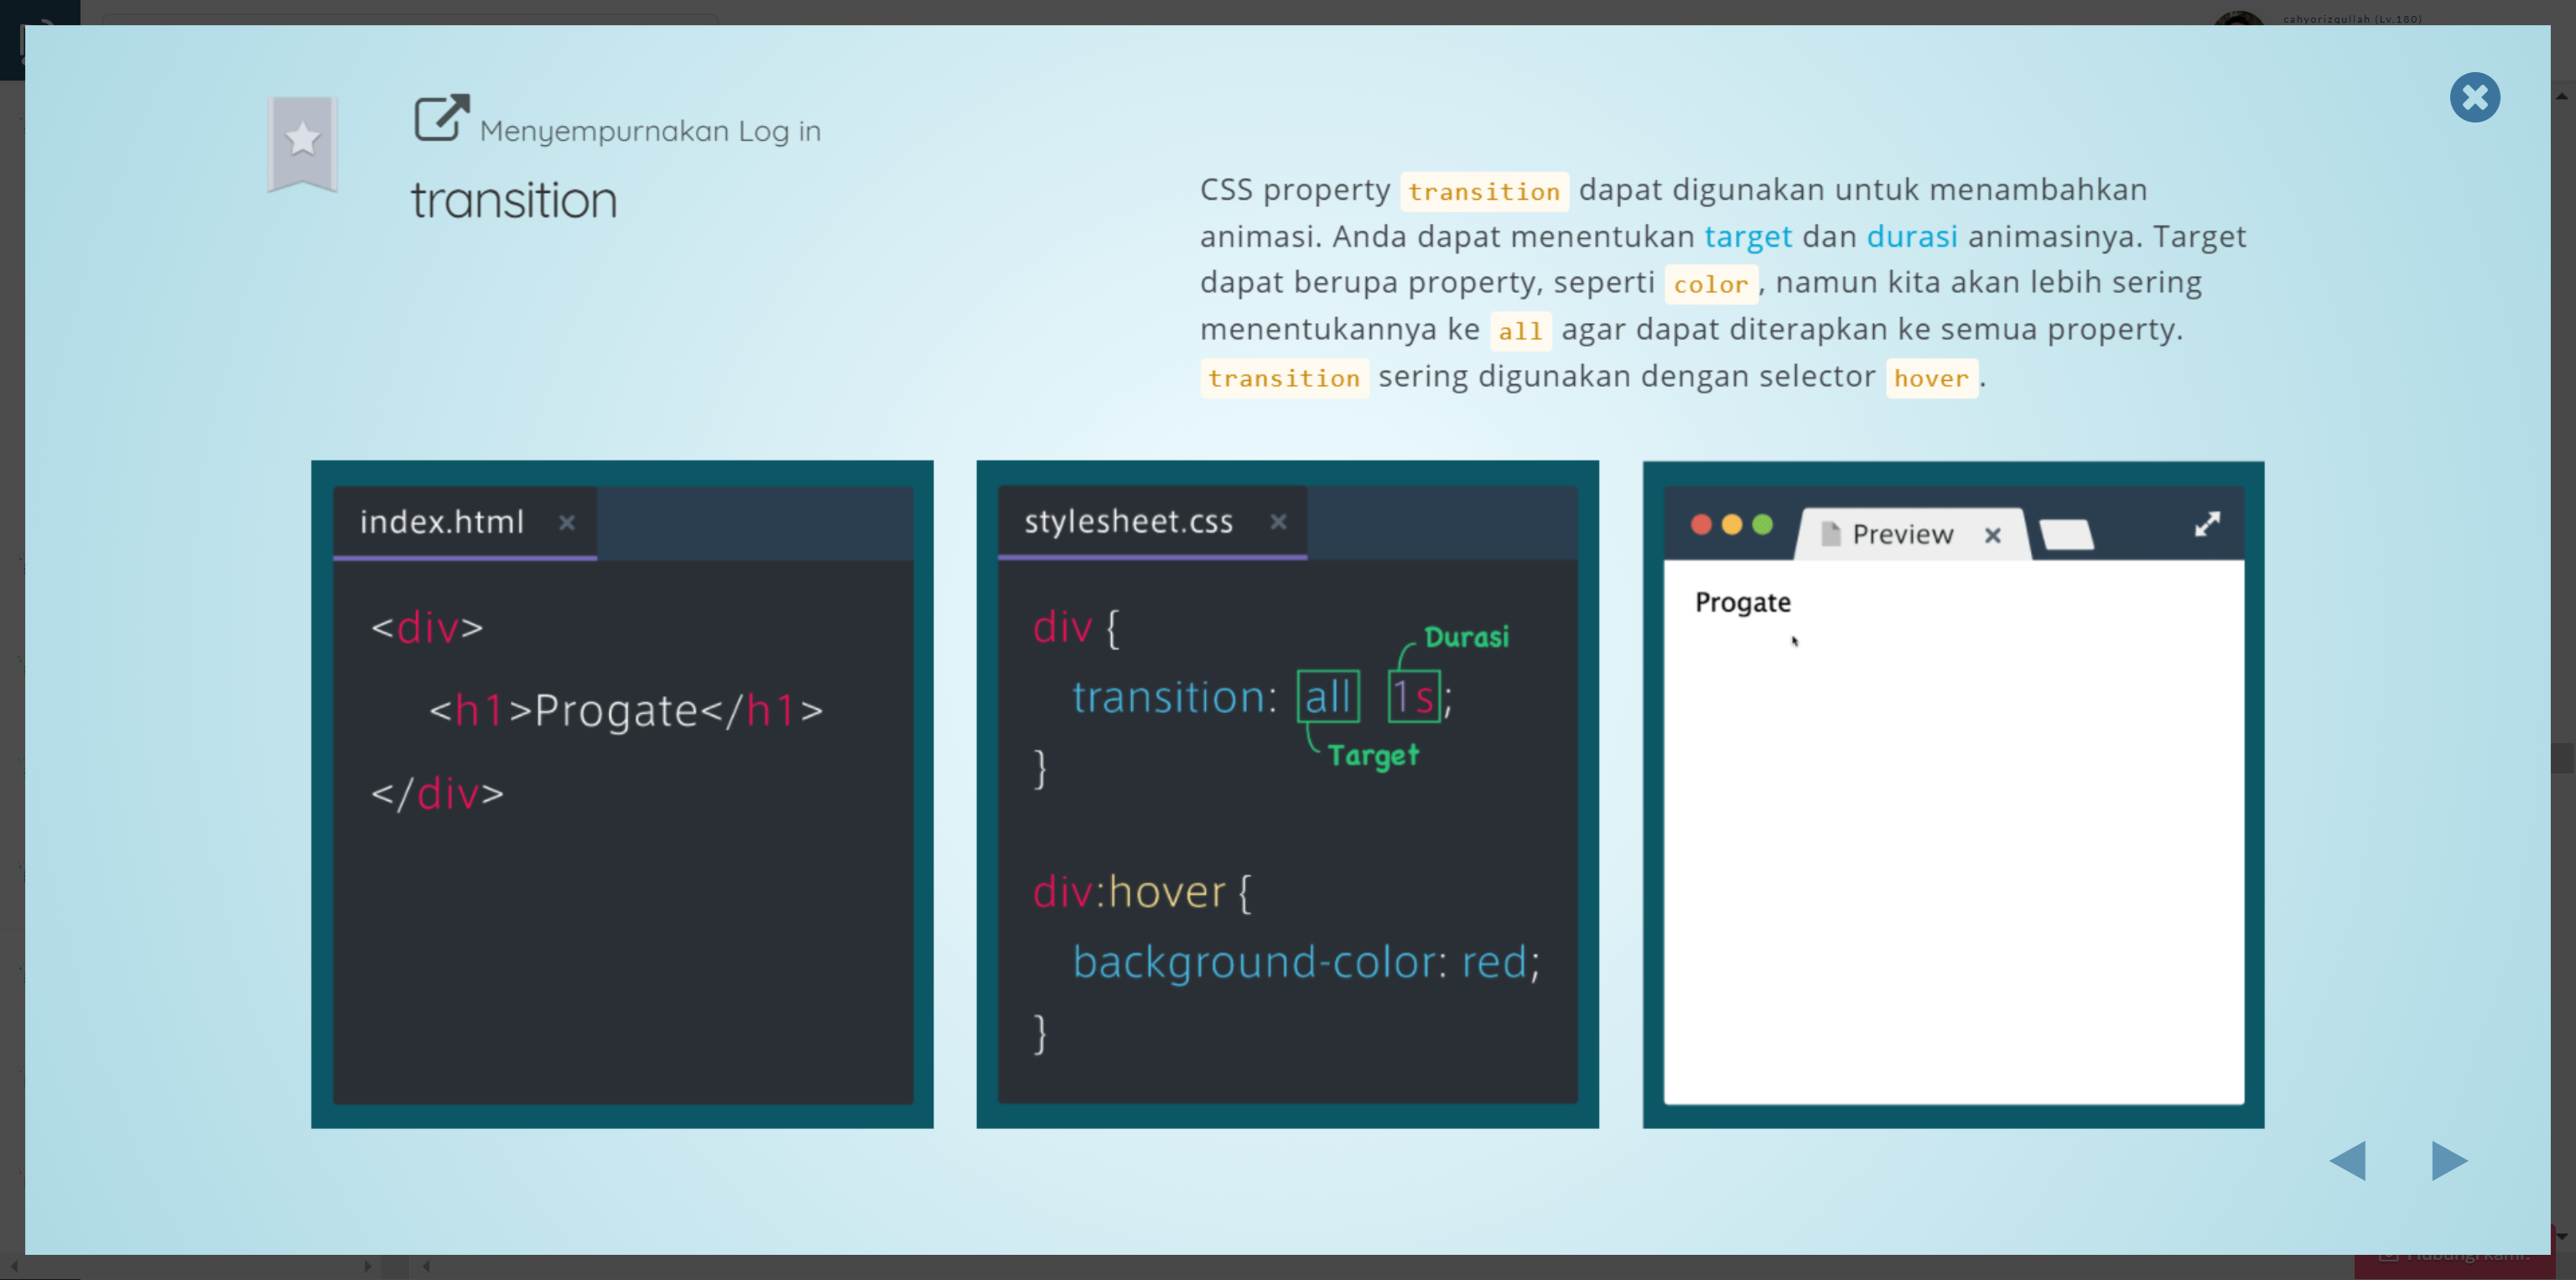 cahyorizqullah (Lv.180)
Menyempurnakan Log in
transition
CSS property transition dapat digunakan untuk menambahkan
animasi. Anda dapat menentukan target dan durasi animasinya. Target
dapat berupa property, seperti color, namun kita akan lebih sering
menentukannya ke all agar dapat diterapkan ke semua property.
transition sering digunakan dengan selector hover.
index.html
<div>
<h1>Progate</h1>
</div>
stylesheet.css
div {
Durasi
transition: all 1s;
Target
}
div:hover {
background-color: red;
}
Preview
Progate